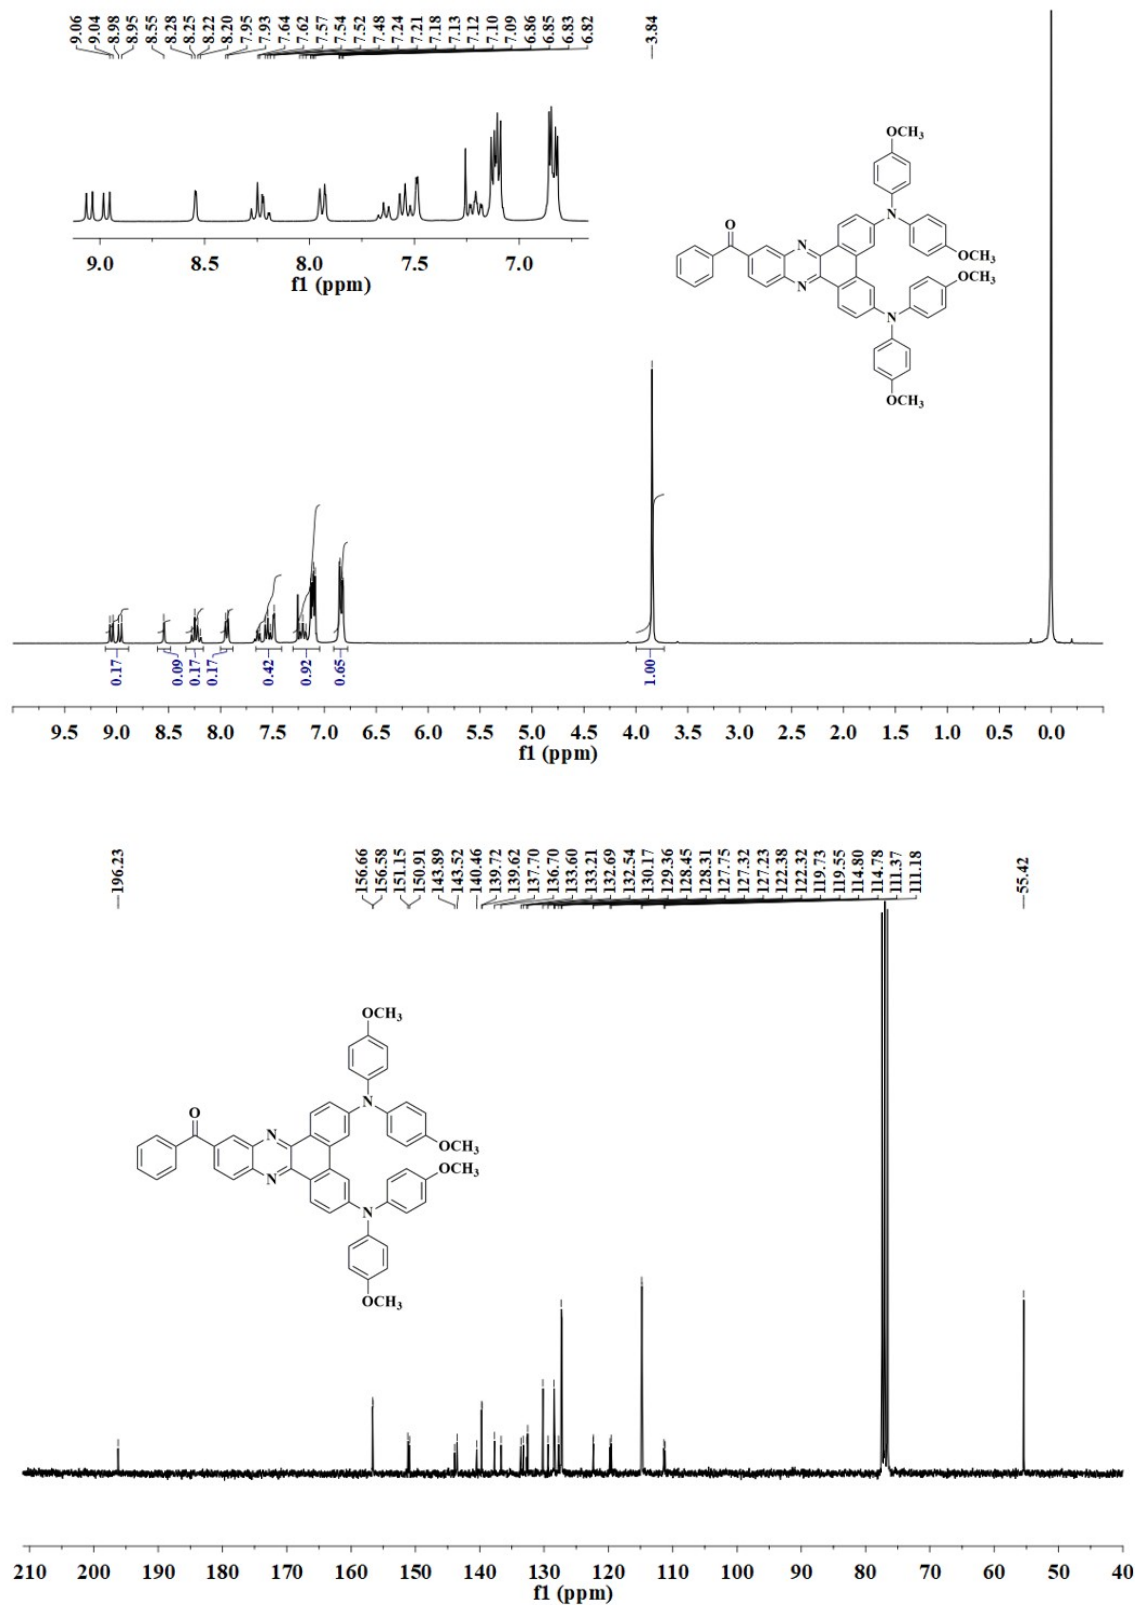 9.06 9.04 8.98 8.95 8.55 8.28 8.25 8.22 8.20 7.95 7.93 7.64 7.62 7.57 7.54 7.52 7.48 7.24 7.21 7.18 7.13 7.12 7.10 7.09 6.86 6.85 6.83 6.82 3.84
9.0 8.5 8.0 7.5 7.0
f1 (ppm)
OCH3
N
O
N
OCH3
OCH3
N
N
OCH3
0.17 0.09 0.17 0.17 0.42 0.92 0.65 1.00
9.5 9.0 8.5 8.0 7.5 7.0 6.5 6.0 5.5 5.0 4.5 4.0 3.5 3.0 2.5 2.0 1.5 1.0 0.5 0.0
f1 (ppm)
196.23 156.66 156.58 151.15 150.91 143.89 143.52 140.46 139.72 139.62 137.70 136.70 133.60 133.21 132.69 132.54 130.17 129.36 128.45 128.31 127.75 127.32 127.23 122.38 122.32 119.73 119.55 114.80 114.78 111.37 111.18 55.42
OCH3
N
O
N
OCH3
OCH3
N
N
OCH3
210 200 190 180 170 160 150 140 130 120 110 100 90 80 70 60 50 40
f1 (ppm)